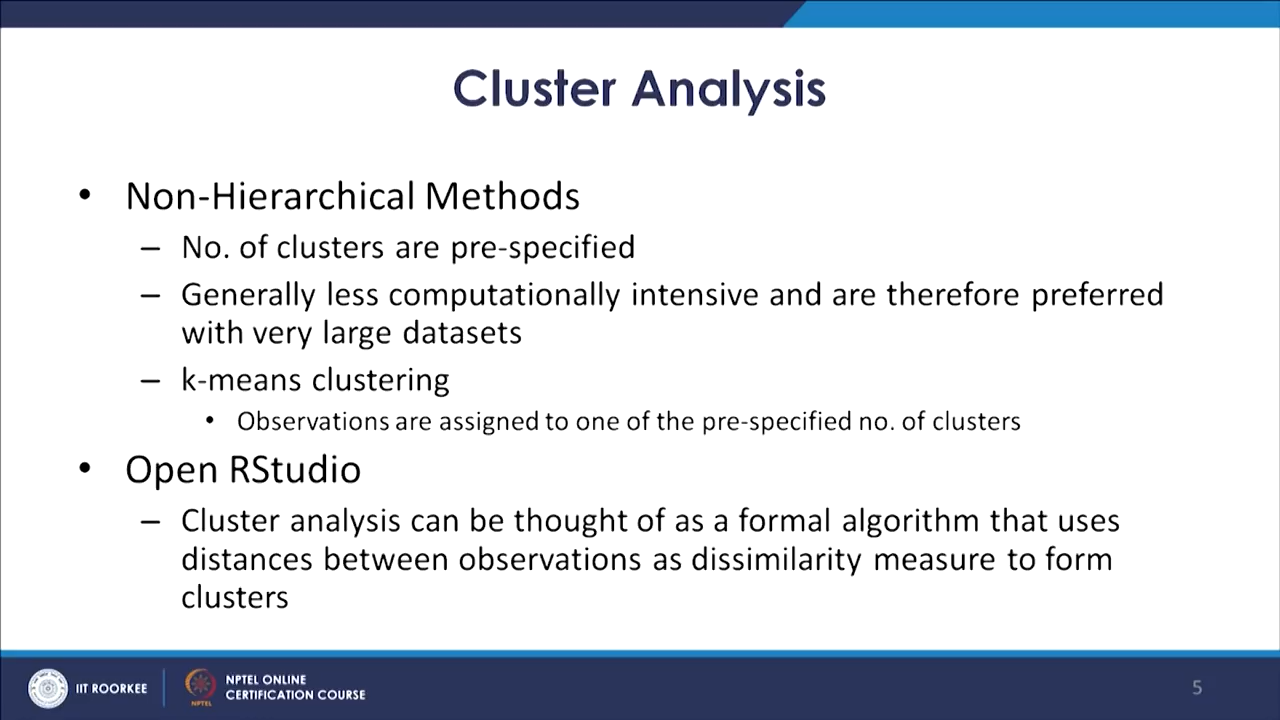 Cluster Analysis
• Non-Hierarchical Methods
– No. of clusters are pre-specified
– Generally less computationally intensive and are therefore preferred
with very large datasets
– k-means clustering
• Observations are assigned to one of the pre-specified no. of clusters
• Open RStudio
– Cluster analysis can be thought of as a formal algorithm that uses
distances between observations as dissimilarity measure to form
clusters
IIT ROORKEE
NPTEL
NPTEL ONLINE
CERTIFICATION COURSE
5